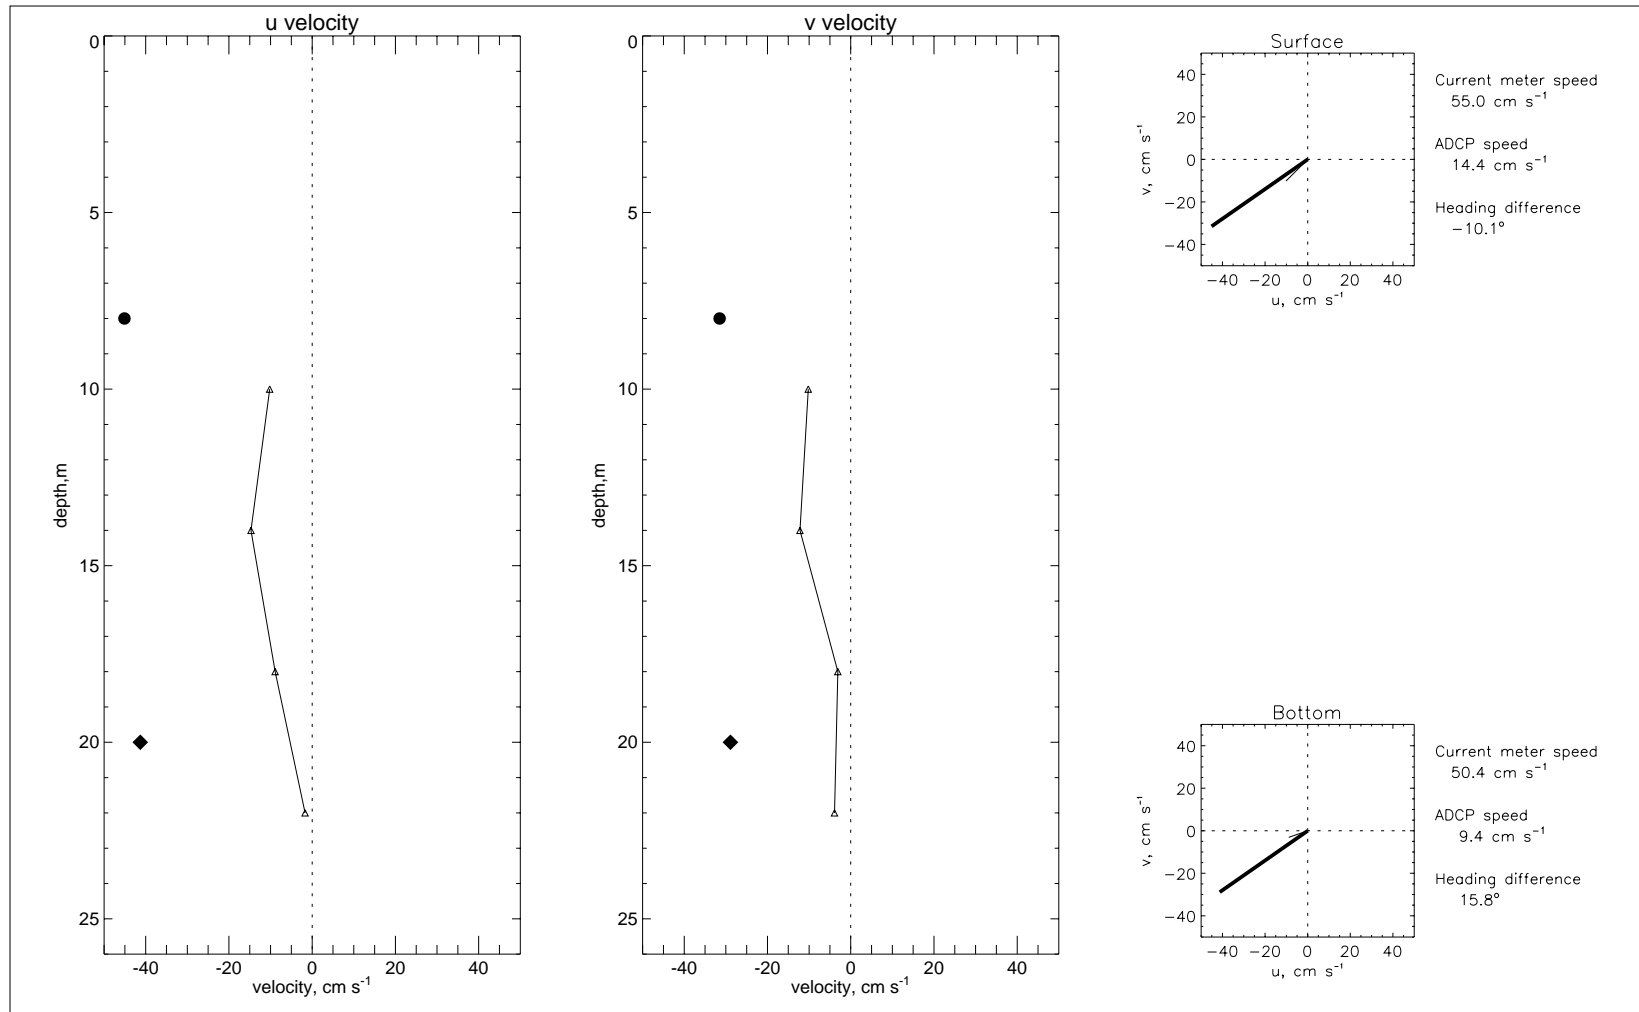 u velocity
0
5
10
15
20
25
depth,m
-40 -20 0 20 40
velocity, cm s⁻¹
v velocity
0
5
10
15
20
25
depth,m
-40 -20 0 20 40
velocity, cm s⁻¹
Surface
40
20
0
−20
−40
v, cm s⁻¹
−40 −20 0 20 40
u, cm s⁻¹
Current meter speed
55.0 cm s⁻¹
ADCP speed
14.4 cm s⁻¹
Heading difference
−10.1°
Bottom
40
20
0
−20
−40
v, cm s⁻¹
−40 −20 0 20 40
u, cm s⁻¹
Current meter speed
50.4 cm s⁻¹
ADCP speed
9.4 cm s⁻¹
Heading difference
15.8°